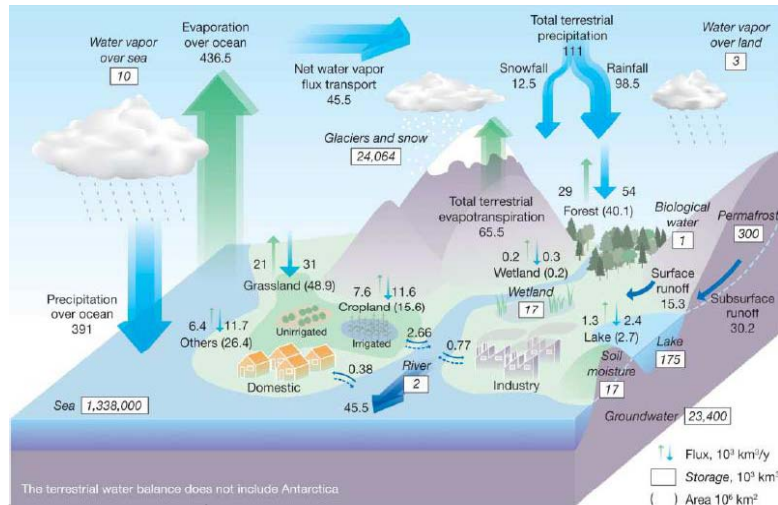 Water vapor
over sea
10
Evaporation
over ocean
436.5
Net water vapor
flux transport
45.5
Total terrestrial
precipitation
111
Snowfall
12.5
Rainfall
98.5
Water vapor
over land
3
Glaciers and snow
24,064
Total terrestrial
evapotranspiration
65.5
29
54
Forest (40.1)
Biological
water
1
Permafrost
300
21
31
Grassland (48.9)
0.2
0.3
Wetland (0.2)
Wetland
17
7.6
11.6
Cropland (15.6)
Unirrigated
Irrigated
Precipitation
over ocean
391
6.4
11.7
Others (26.4)
2.66
0.77
Surface
runoff
15.3
Subsurface
runoff
30.2
1.3
2.4
Lake (2.7)
Lake
175
Soil
moisture
17
Domestic
0.38
River
2
Industry
45.5
Sea
1,338,000
Groundwater
23,400
Flux, 10³ km³/y
Storage, 10³ km³
( ) Area 10⁶ km²
The terrestrial water balance does not include Antarctica